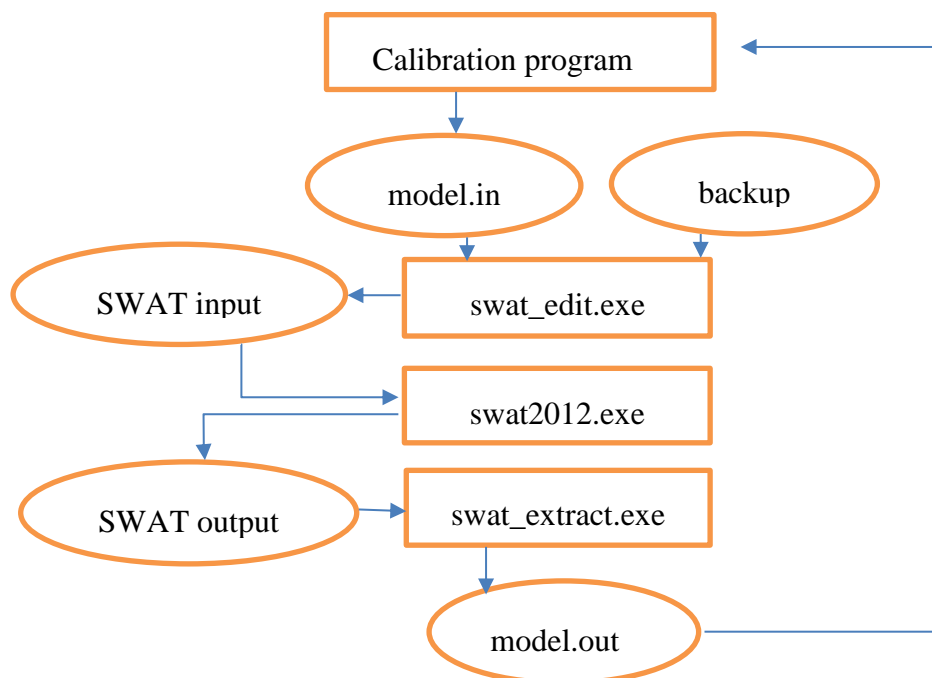 Calibration program
model.in
backup
SWAT input
swat_edit.exe
swat2012.exe
SWAT output
swat_extract.exe
model.out